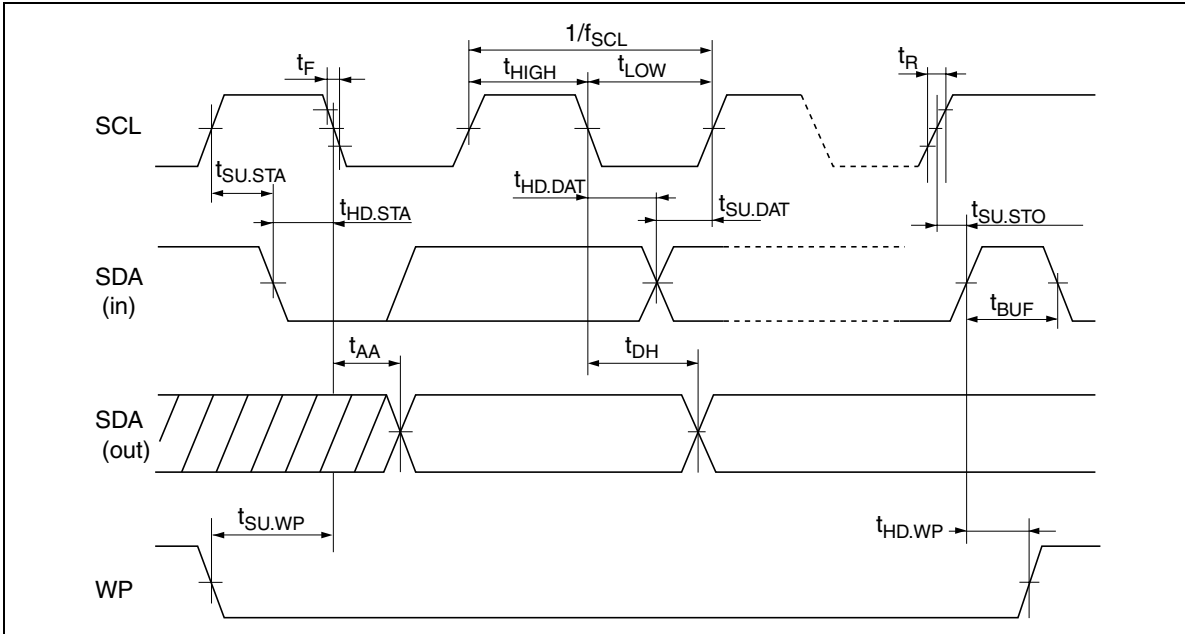 1/fSCL
tF
tHIGH
tLOW
tR
SCL
tSU.STA
tHD.STA
tHD.DAT
tSU.DAT
tSU.STO
SDA
(in)
tBUF
tAA
tDH
SDA
(out)
tSU.WP
tHD.WP
WP